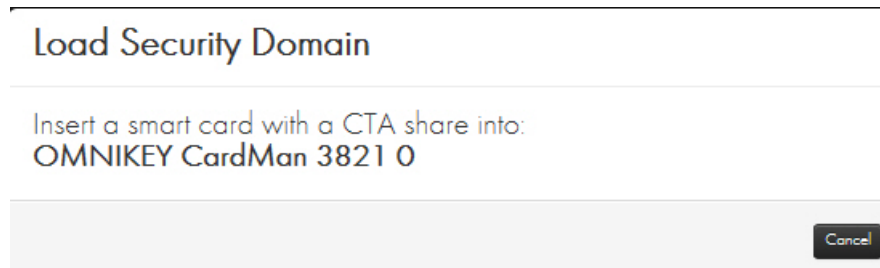 Load Security Domain
Insert a smart card with a CTA share into:
OMNIKEY CardMan 3821 0
Cancel